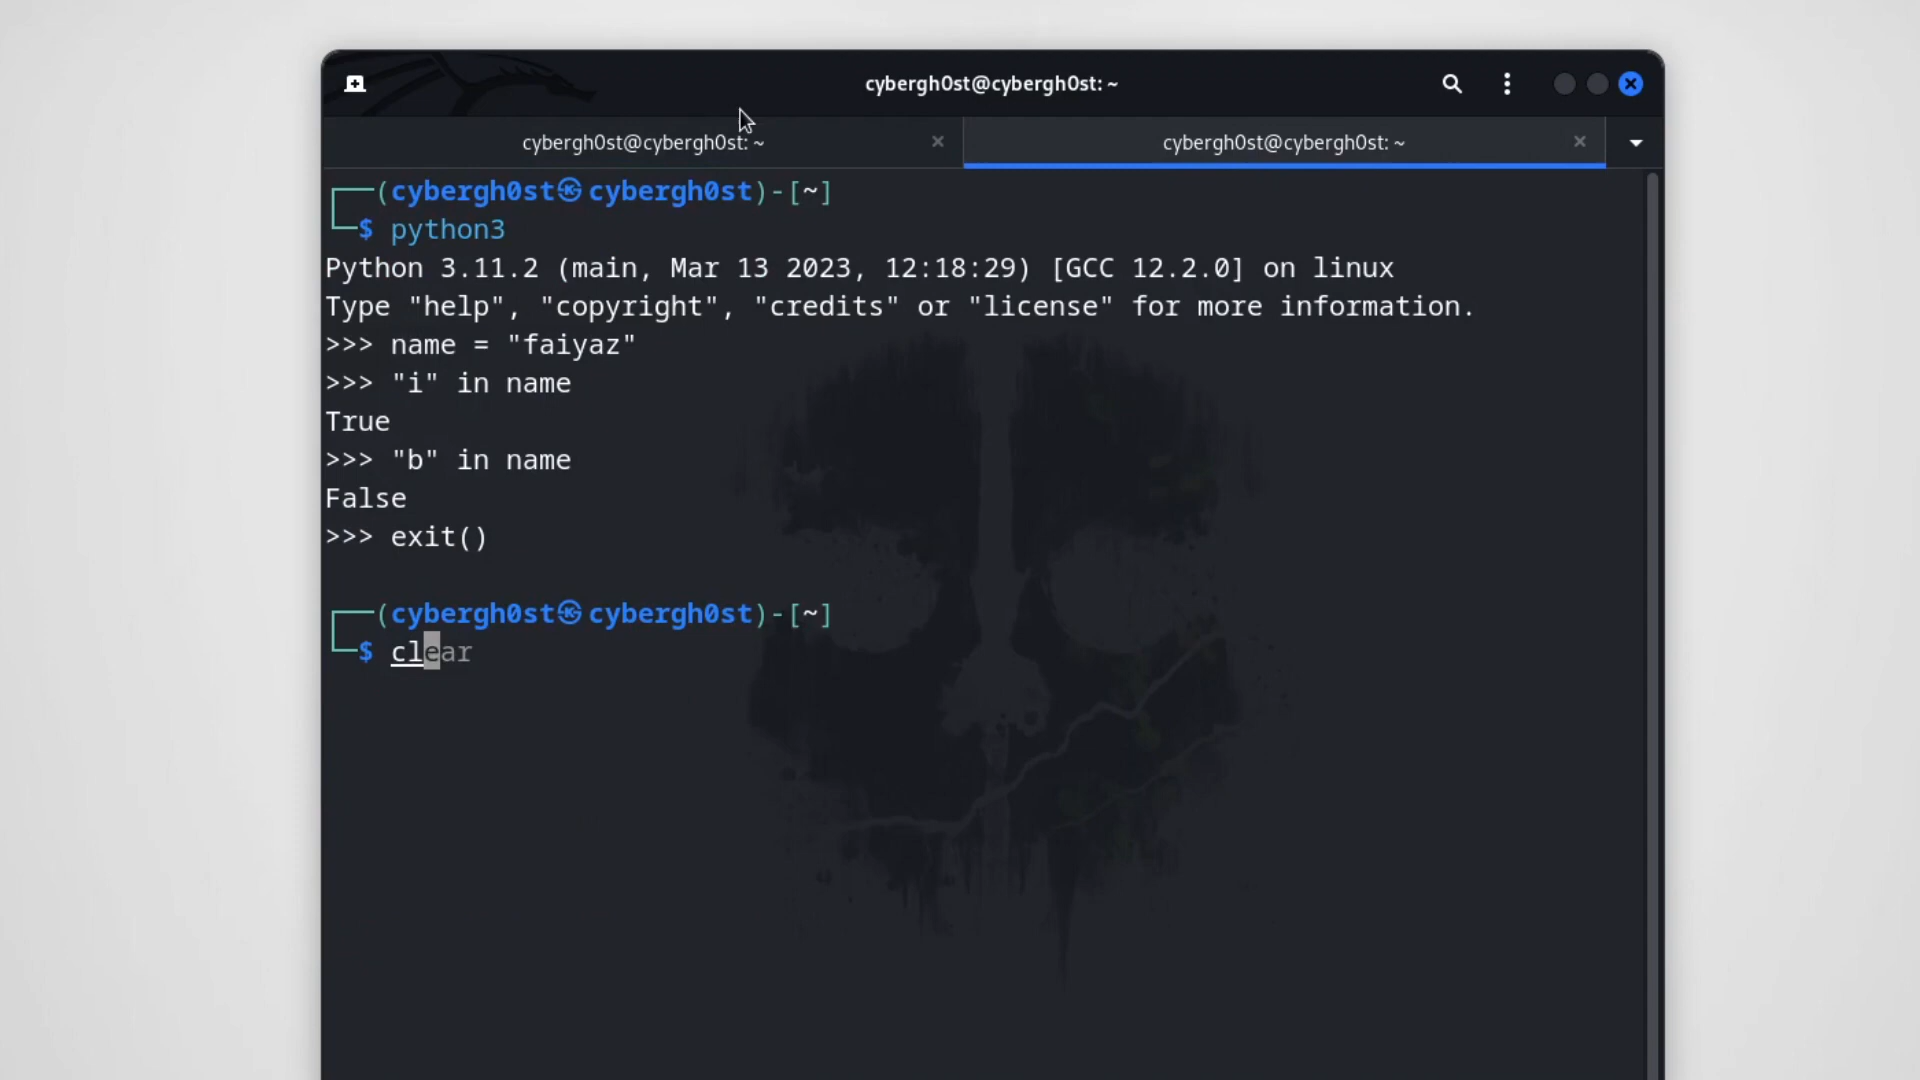 cybergh0st@cybergh0st: ~
cybergh0st@cybergh0st: ~
cybergh0st@cybergh0st: ~
┌──(cybergh0st㉿cybergh0st)-[~]
└─$ python3
Python 3.11.2 (main, Mar 13 2023, 12:18:29) [GCC 12.2.0] on linux
Type "help", "copyright", "credits" or "license" for more information.
>>> name = "faiyaz"
>>> "i" in name
True
>>> "b" in name
False
>>> exit()
┌──(cybergh0st㉿cybergh0st)-[~]
└─$ clear